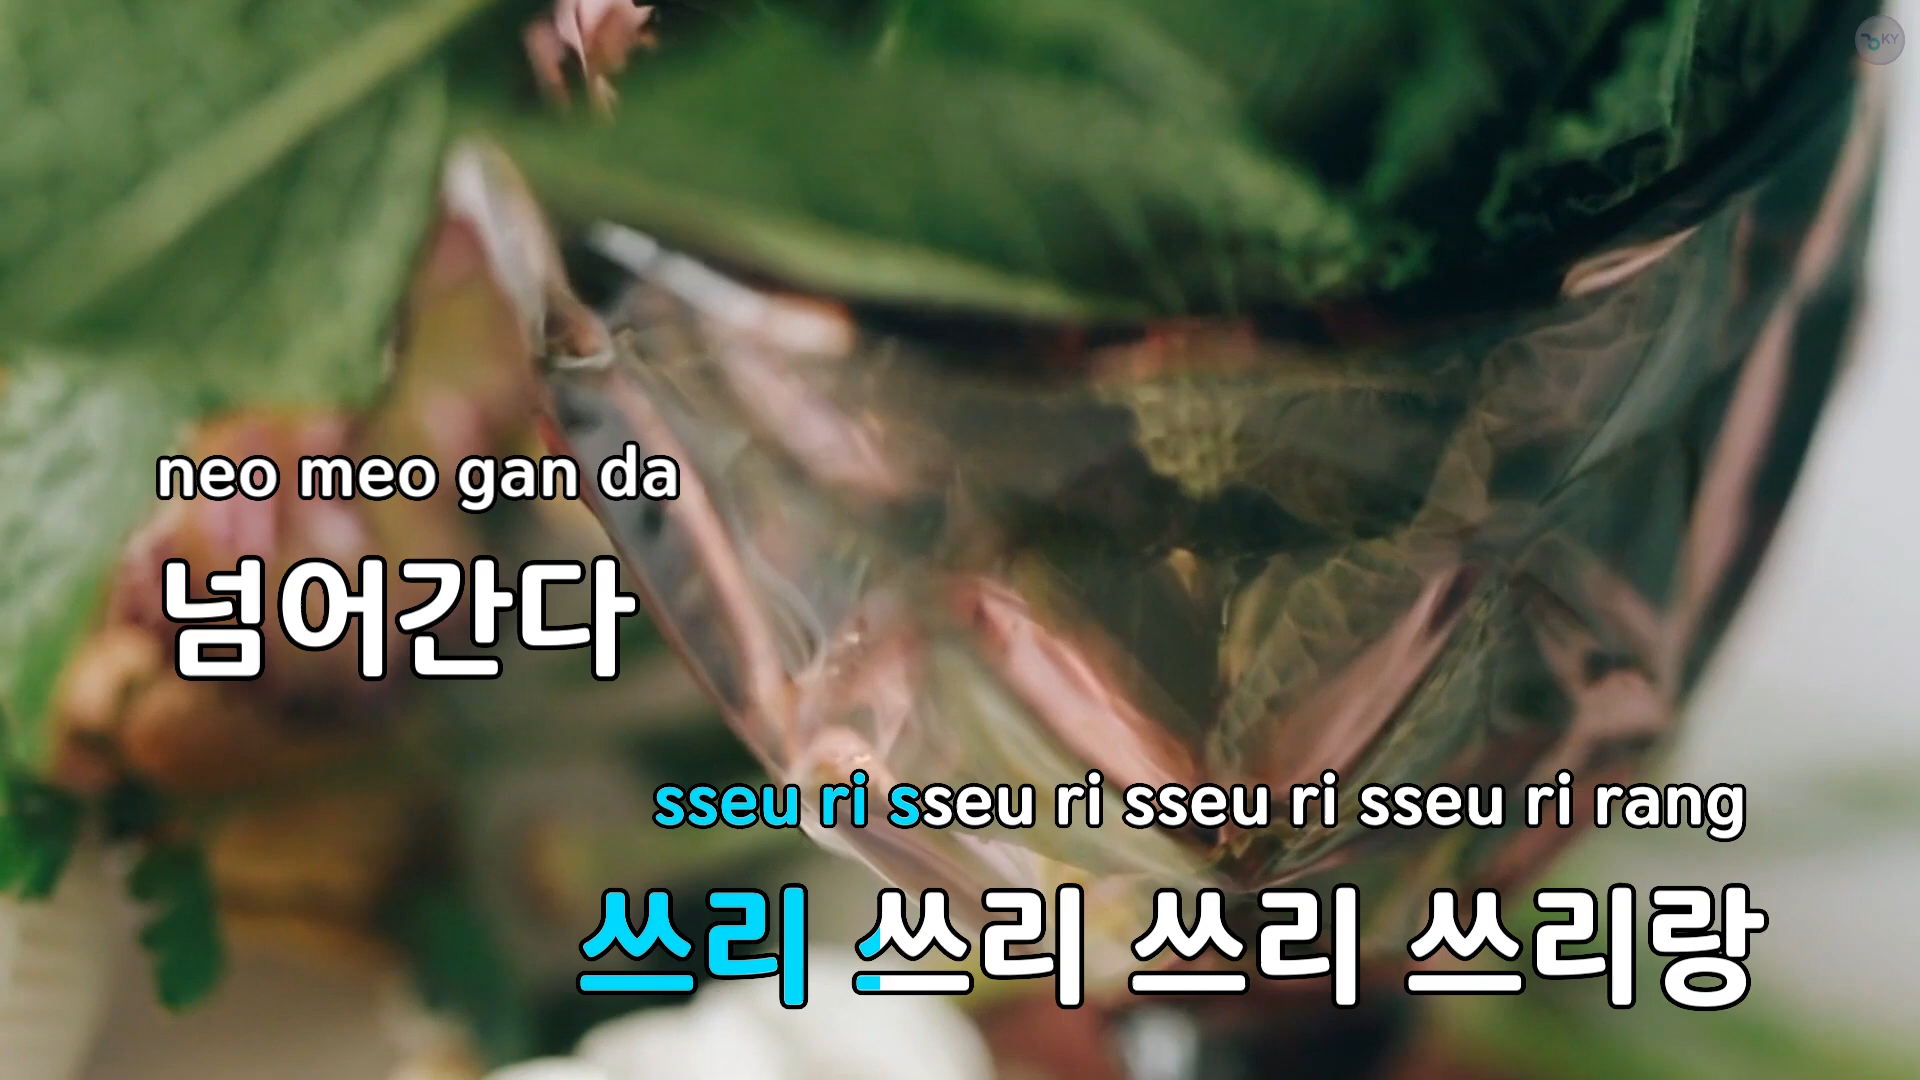 KY
neo meo gan da
넘어간다
sseu ri sseu ri sseu ri sseu ri rang
쓰리 쓰리 쓰리 쓰리랑